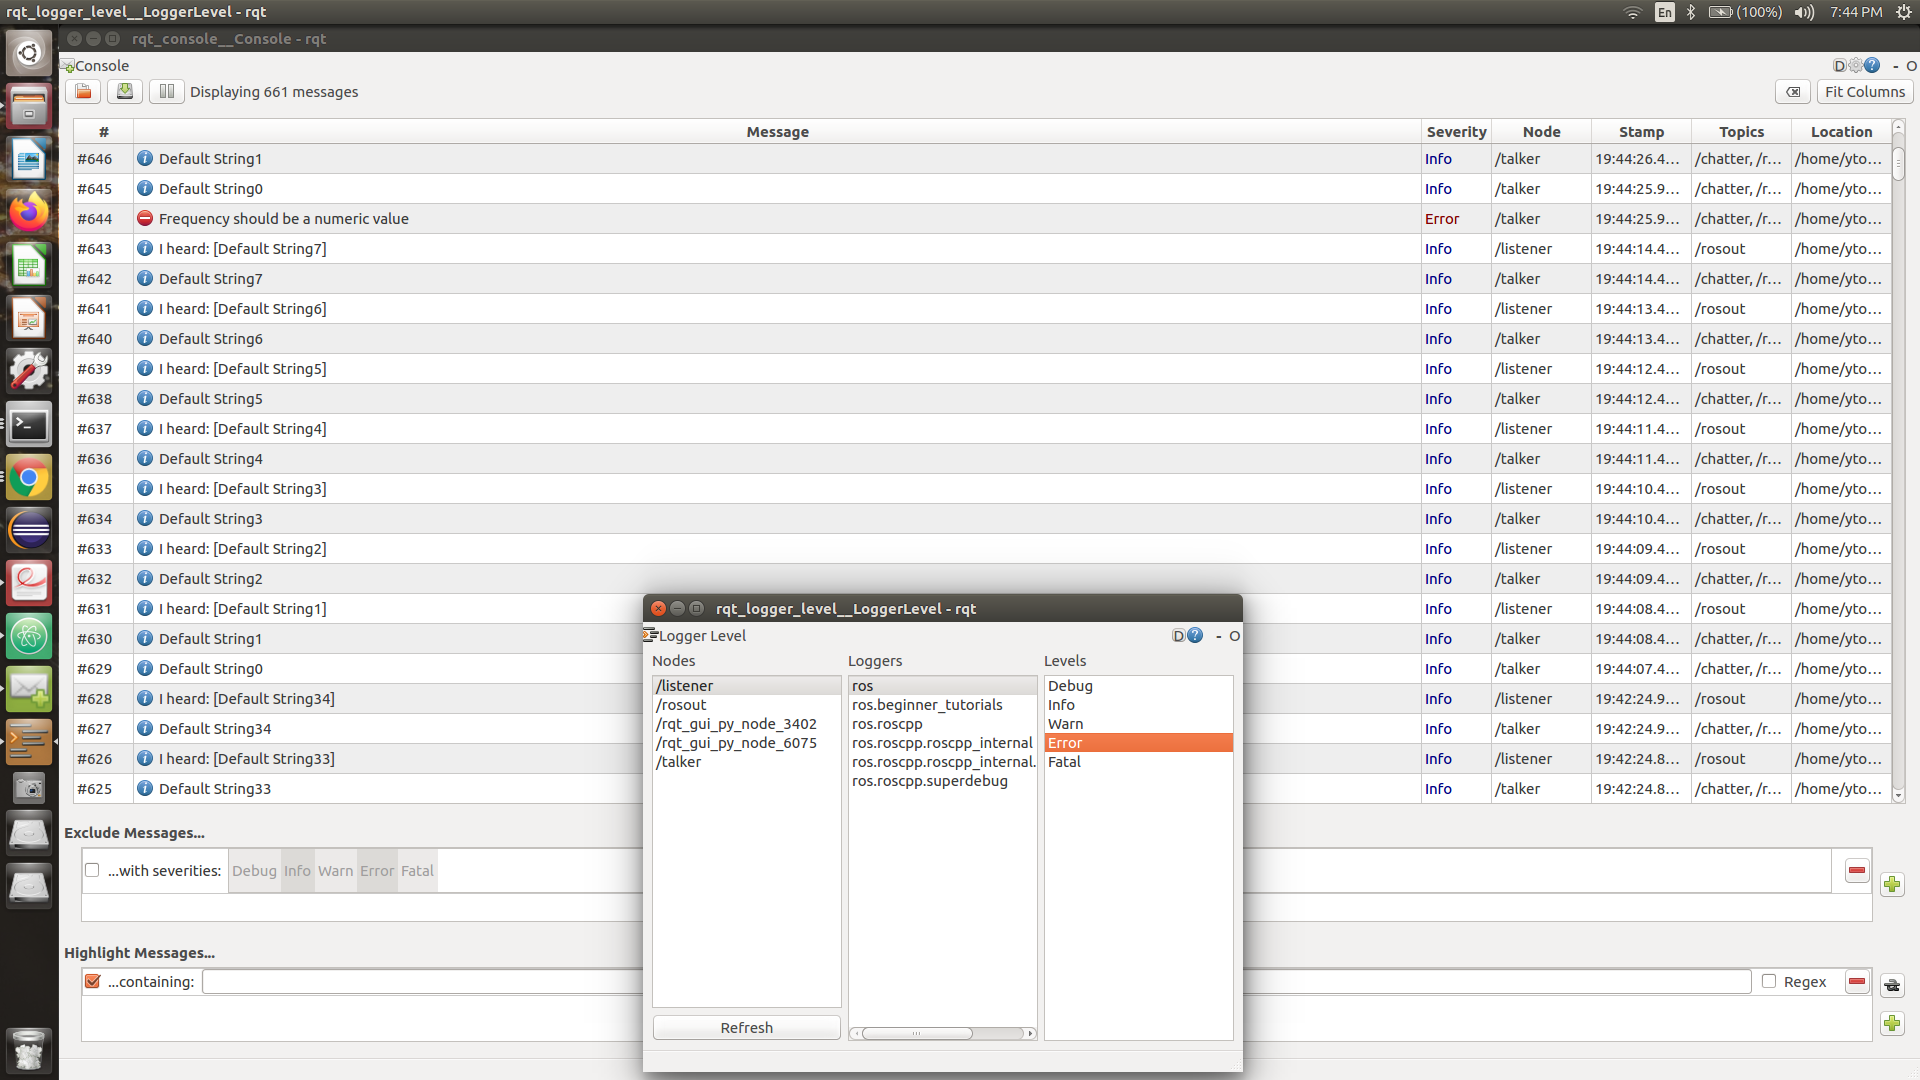 rqt_logger_level__LoggerLevel - rqt
En (100%) 7:44 PM
rqt_console__Console - rqt
Console D ? - O
Displaying 661 messages Fit Columns
# Message Severity Node Stamp Topics Location
#646 Default String1 Info /talker 19:44:26.4... /chatter, /r... /home/yto...
#645 Default String0 Info /talker 19:44:25.9... /chatter, /r... /home/yto...
#644 Frequency should be a numeric value Error /talker 19:44:25.9... /chatter, /r... /home/yto...
#643 I heard: [Default String7] Info /listener 19:44:14.4... /rosout /home/yto...
#642 Default String7 Info /talker 19:44:14.4... /chatter, /r... /home/yto...
#641 I heard: [Default String6] Info /listener 19:44:13.4... /rosout /home/yto...
#640 Default String6 Info /talker 19:44:13.4... /chatter, /r... /home/yto...
#639 I heard: [Default String5] Info /listener 19:44:12.4... /rosout /home/yto...
#638 Default String5 Info /talker 19:44:12.4... /chatter, /r... /home/yto...
#637 I heard: [Default String4] Info /listener 19:44:11.4... /rosout /home/yto...
#636 Default String4 Info /talker 19:44:11.4... /chatter, /r... /home/yto...
#635 I heard: [Default String3] Info /listener 19:44:10.4... /rosout /home/yto...
#634 Default String3 Info /talker 19:44:10.4... /chatter, /r... /home/yto...
#633 I heard: [Default String2] Info /listener 19:44:09.4... /rosout /home/yto...
#632 Default String2 Info /talker 19:44:09.4... /chatter, /r... /home/yto...
#631 I heard: [Default String1] Info /listener 19:44:08.4... /rosout /home/yto...
#630 Default String1 Info /talker 19:44:08.4... /chatter, /r... /home/yto...
#629 Default String0 Info /talker 19:44:07.4... /chatter, /r... /home/yto...
#628 I heard: [Default String34] Info /listener 19:42:24.9... /rosout /home/yto...
#627 Default String34 Info /talker 19:42:24.9... /chatter, /r... /home/yto...
#626 I heard: [Default String33] Info /listener 19:42:24.8... /rosout /home/yto...
#625 Default String33 Info /talker 19:42:24.8... /chatter, /r... /home/yto...
Exclude Messages...
...with severities: Debug Info Warn Error Fatal
Highlight Messages...
...containing: Regex
rqt_logger_level__LoggerLevel - rqt
Logger Level D ? - O
Nodes Loggers Levels
/listener ros Debug
/rosout ros.beginner_tutorials Info
/rqt_gui_py_node_3402 ros.roscpp Warn
/rqt_gui_py_node_6075 ros.roscpp.roscpp_internal Error
/talker ros.roscpp.roscpp_internal. Fatal
ros.roscpp.superdebug
Refresh